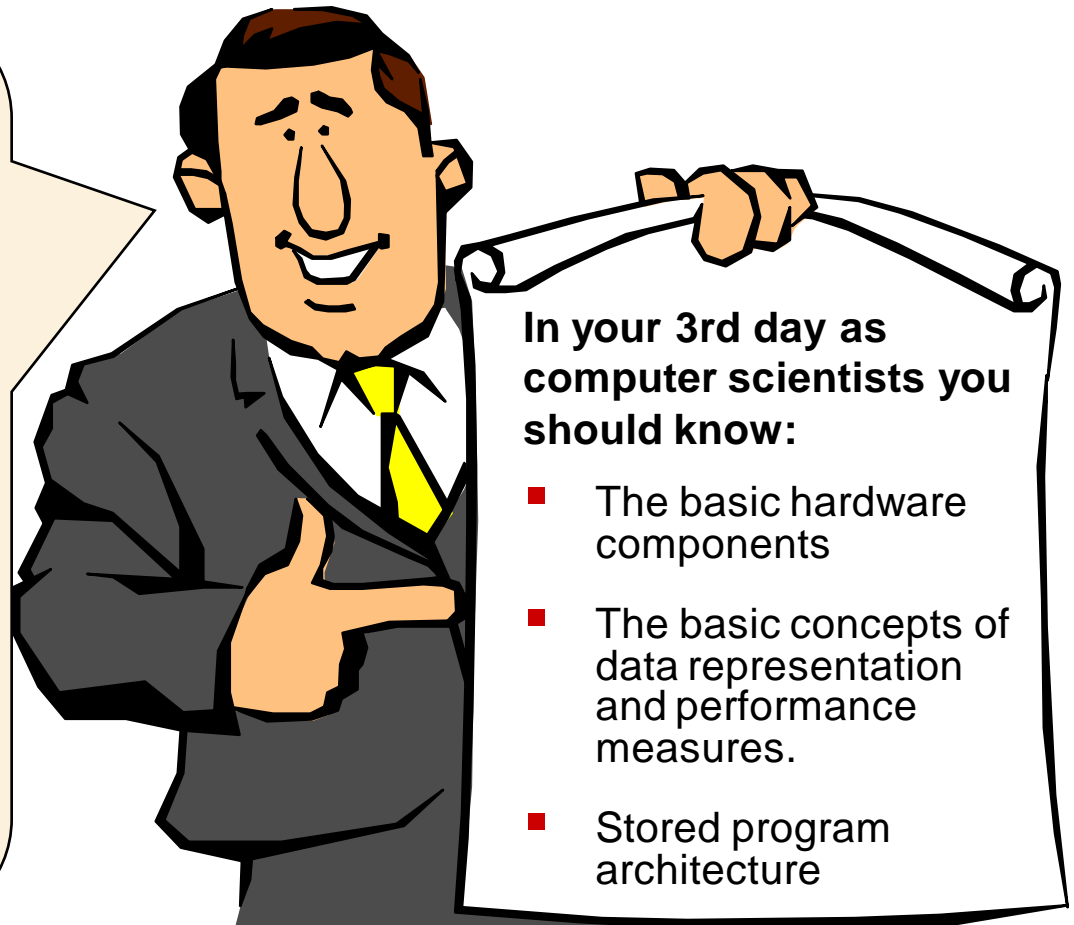 In your 3rd day as
computer scientists you
should know:
The basic hardware
components
The basic concepts of
data representation
and performance
measures.
Stored program
architecture